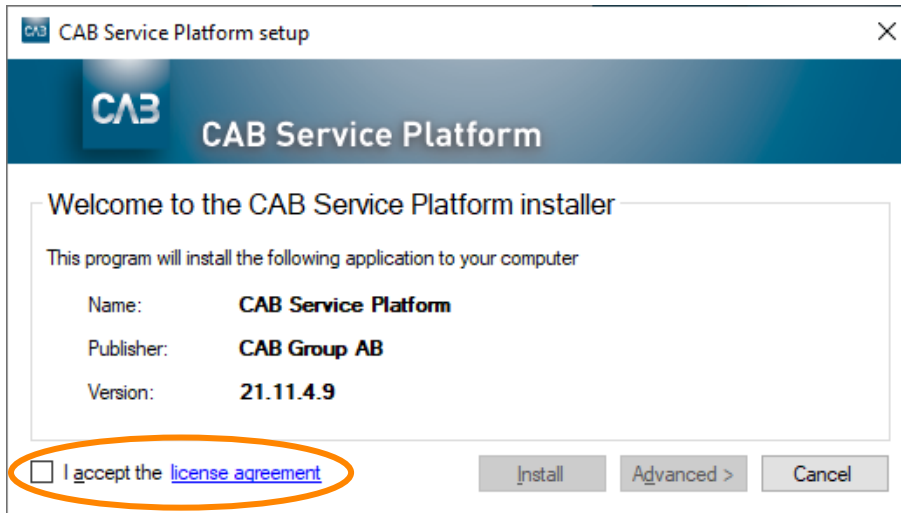 CAB CAB Service Platform setup
CAB
CAB Service Platform
Welcome to the CAB Service Platform installer
This program will install the following application to your computer
Name: CAB Service Platform
Publisher: CAB Group AB
Version: 21.11.4.9
I accept the license agreement Install Advanced > Cancel